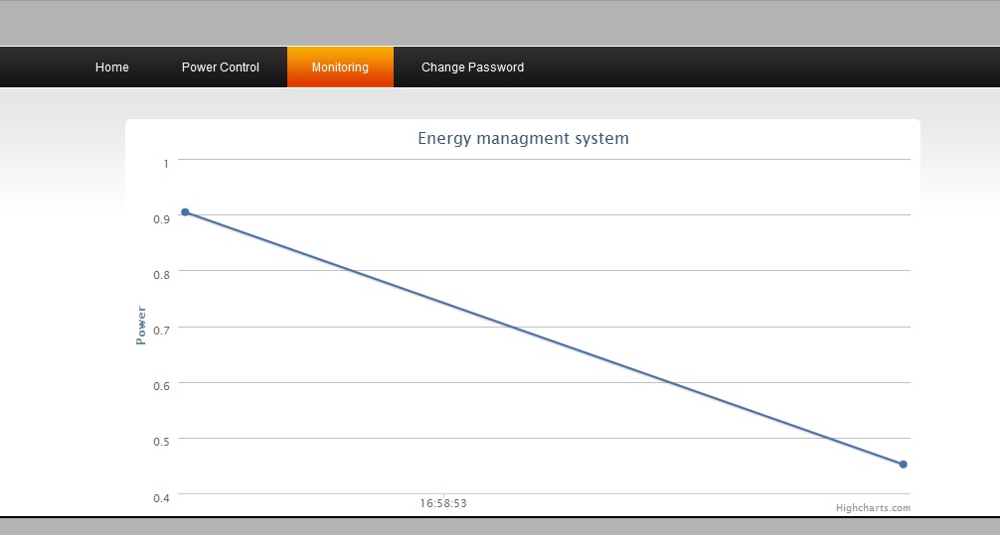 Home Power Control Monitoring Change Password
Energy managment system
1
0.9
0.8
0.7
0.6
0.5
0.4
Power
16:58:53
Highcharts.com